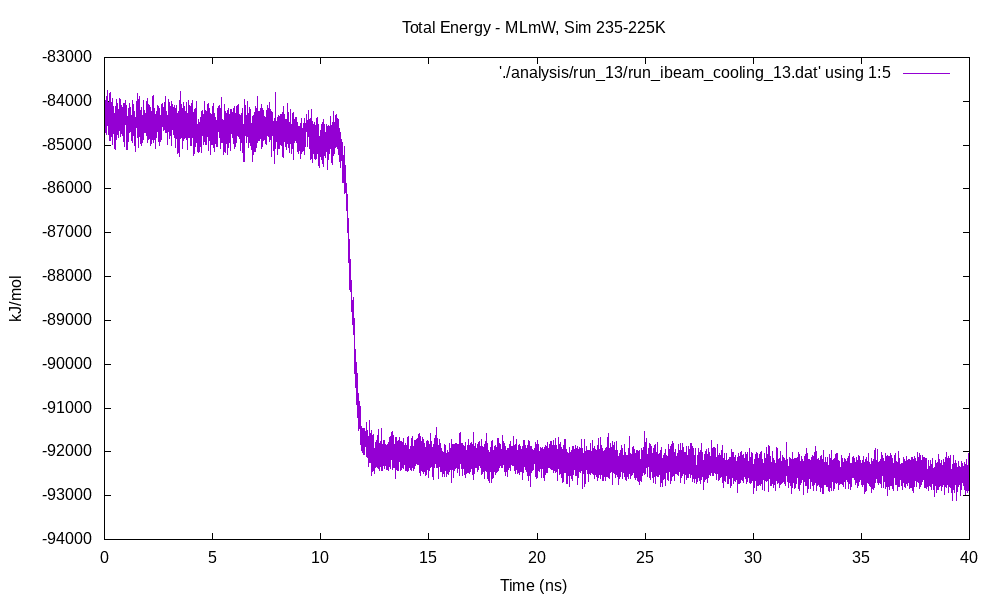 Total Energy - MLmW, Sim 235-225K
'./analysis/run_13/run_ibeam_cooling_13.dat' using 1:5
-83000
-84000
-85000
-86000
-87000
-88000
-89000
-90000
-91000
-92000
-93000
-94000
kJ/mol
0 5 10 15 20 25 30 35 40
Time (ns)